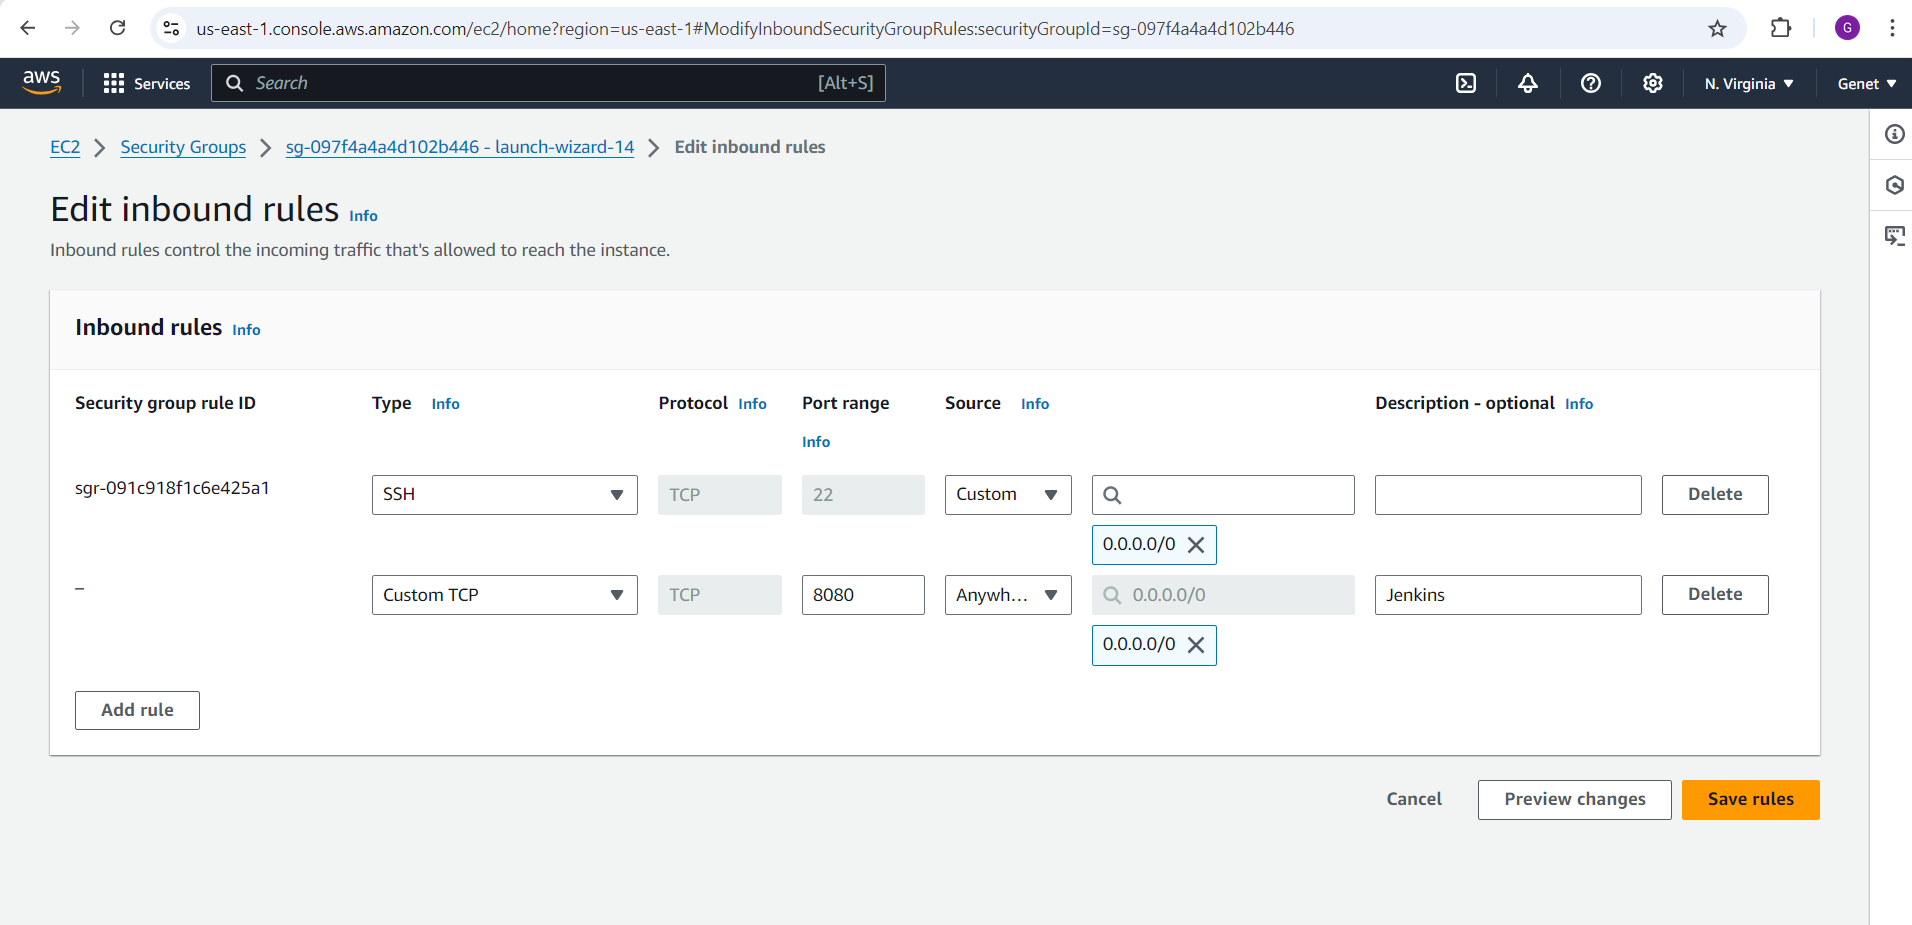 us-east-1.console.aws.amazon.com/ec2/home?region=us-east-1#ModifyInboundSecurityGroupRules:securityGroupId=sg-097f4a4a4d102b446
G
aws
Services
Search
[Alt+S]
N. Virginia
Genet
EC2
Security Groups
sg-097f4a4a4d102b446 - launch-wizard-14
Edit inbound rules
Edit inbound rules Info
Inbound rules control the incoming traffic that's allowed to reach the instance.
Inbound rules Info
Security group rule ID
Type Info
Protocol Info
Port range
Info
Source Info
Description - optional Info
sgr-091c918f1c6e425a1
SSH
TCP
22
Custom
Delete
0.0.0.0/0
–
Custom TCP
TCP
8080
Anywh...
0.0.0.0/0
Jenkins
Delete
0.0.0.0/0
Add rule
Cancel
Preview changes
Save rules